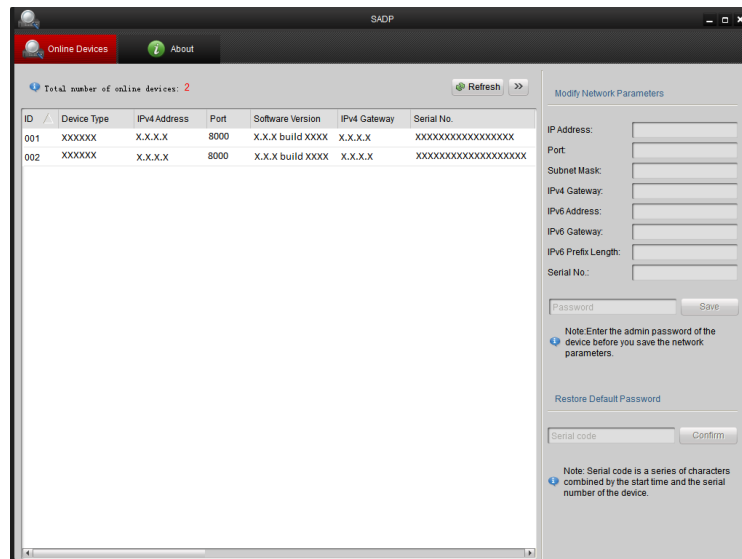 SADP
Online Devices
About
Total number of online devices: 2
Refresh
»
ID Device Type IPv4 Address Port Software Version IPv4 Gateway Serial No.
001 XXXXXX X.X.X.X 8000 X.X.X build XXXX X.X.X.X XXXXXXXXXXXXXXXXX
002 XXXXXX X.X.X.X 8000 X.X.X build XXXX X.X.X.X XXXXXXXXXXXXXXXXXXX
Modify Network Parameters
IP Address:
Port:
Subnet Mask:
IPv4 Gateway:
IPv6 Address:
IPv6 Gateway:
IPv6 Prefix Length:
Serial No.:
Password
Save
Note:Enter the admin password of the
device before you save the network
parameters.
Restore Default Password
Serial code
Confirm
Note: Serial code is a series of characters
combined by the start time and the serial
number of the device.